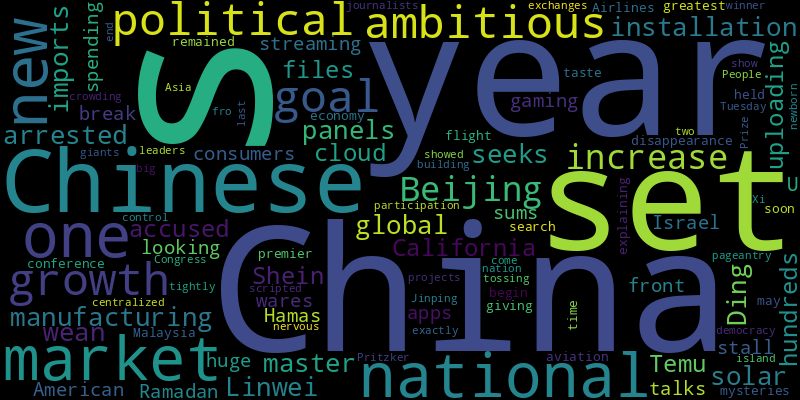 journalists
exchanges
Airlines
greatest
winner
political
ambitious
installation
new
imports
spending
end
remained
streaming
files
Asia
S
year
taste
show
People
goal
gaming
held
Tuesday
newborn
crowding
break
fro
last
economy
panels
flight
disappearance
two
Prize
uploading
arrested
giants
leaders
consumers
cloud
showed
building
seeks
increase
big
Chinese
Beijing
set
u
Xi
soon
participation
sums
search
explaining
Israel
control
one
accused
global
looking
California
pageantry
conference
Congress
premier
come
nation
tossing
growth
tightly
Shein
scripted
projects
begin
China
front
Ding
hundreds
may
centralized
wares
Jinping
giving
apps
time
manufacturing
Hamas
nervous
exactly
democracy
wean
Malaysia
stall
market
huge
master
Pritzker
aviation
Temu
island
solar
national
American
Ramadan
Linwei
talks
mysteries